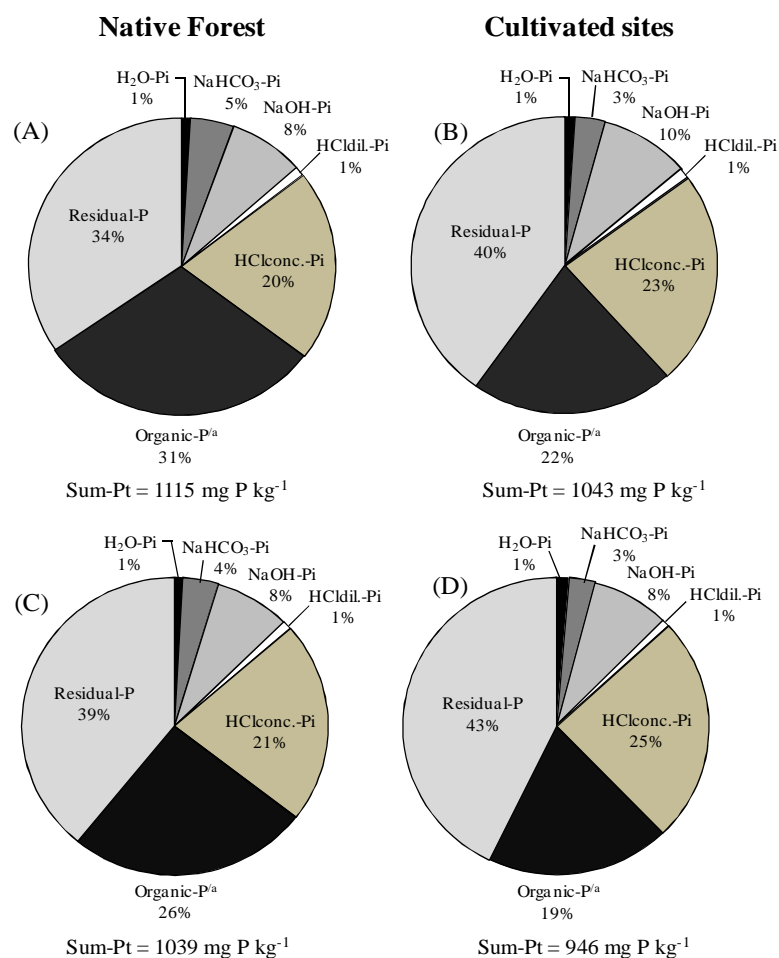 Native Forest
Cultivated sites
(A)
H₂O-Pi
1%
NaHCO₃-Pi
5%
NaOH-Pi
8%
HCldil.-Pi
1%
HClconc.-Pi
20%
Residual-P
34%
Organic-P/a
31%
Sum-Pt = 1115 mg P kg⁻¹
(B)
H₂O-Pi
1%
NaHCO₃-Pi
3%
NaOH-Pi
10%
HCldil.-Pi
1%
HClconc.-Pi
23%
Residual-P
40%
Organic-P/a
22%
Sum-Pt = 1043 mg P kg⁻¹
(C)
H₂O-Pi
1%
NaHCO₃-Pi
4%
NaOH-Pi
8%
HCldil.-Pi
1%
HClconc.-Pi
21%
Residual-P
39%
Organic-P/a
26%
Sum-Pt = 1039 mg P kg⁻¹
(D)
H₂O-Pi
1%
NaHCO₃-Pi
3%
NaOH-Pi
8%
HCldil.-Pi
1%
HClconc.-Pi
25%
Residual-P
43%
Organic-P/a
19%
Sum-Pt = 946 mg P kg⁻¹